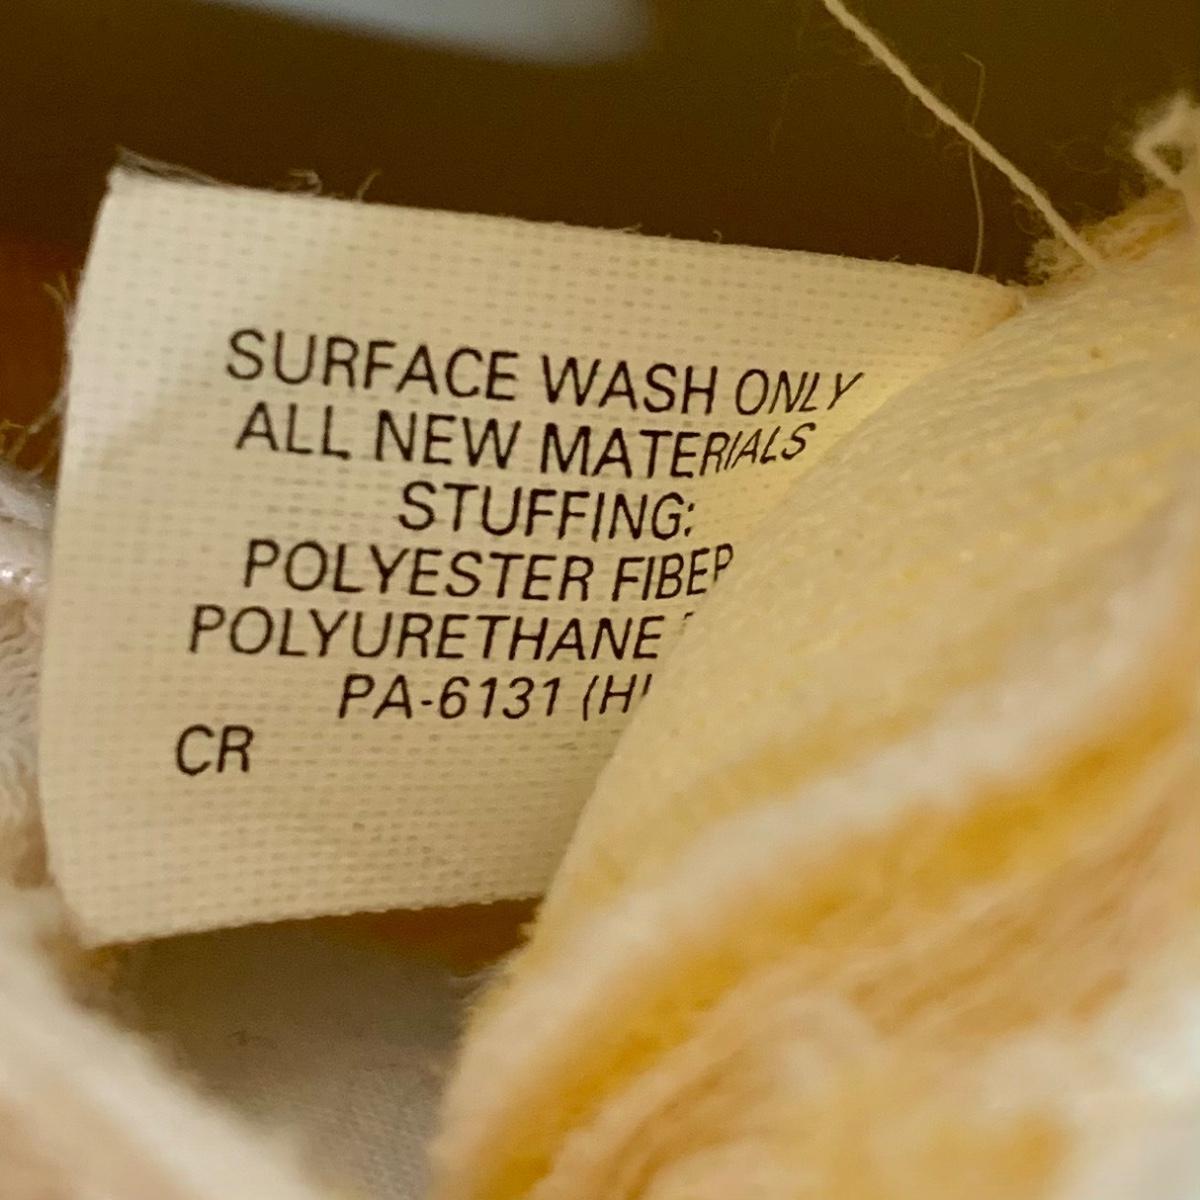 SURFACE WASH ONLY
ALL NEW MATERIALS
STUFFING:
POLYESTER FIBER
POLYURETHANE
PA-6131 (H
CR